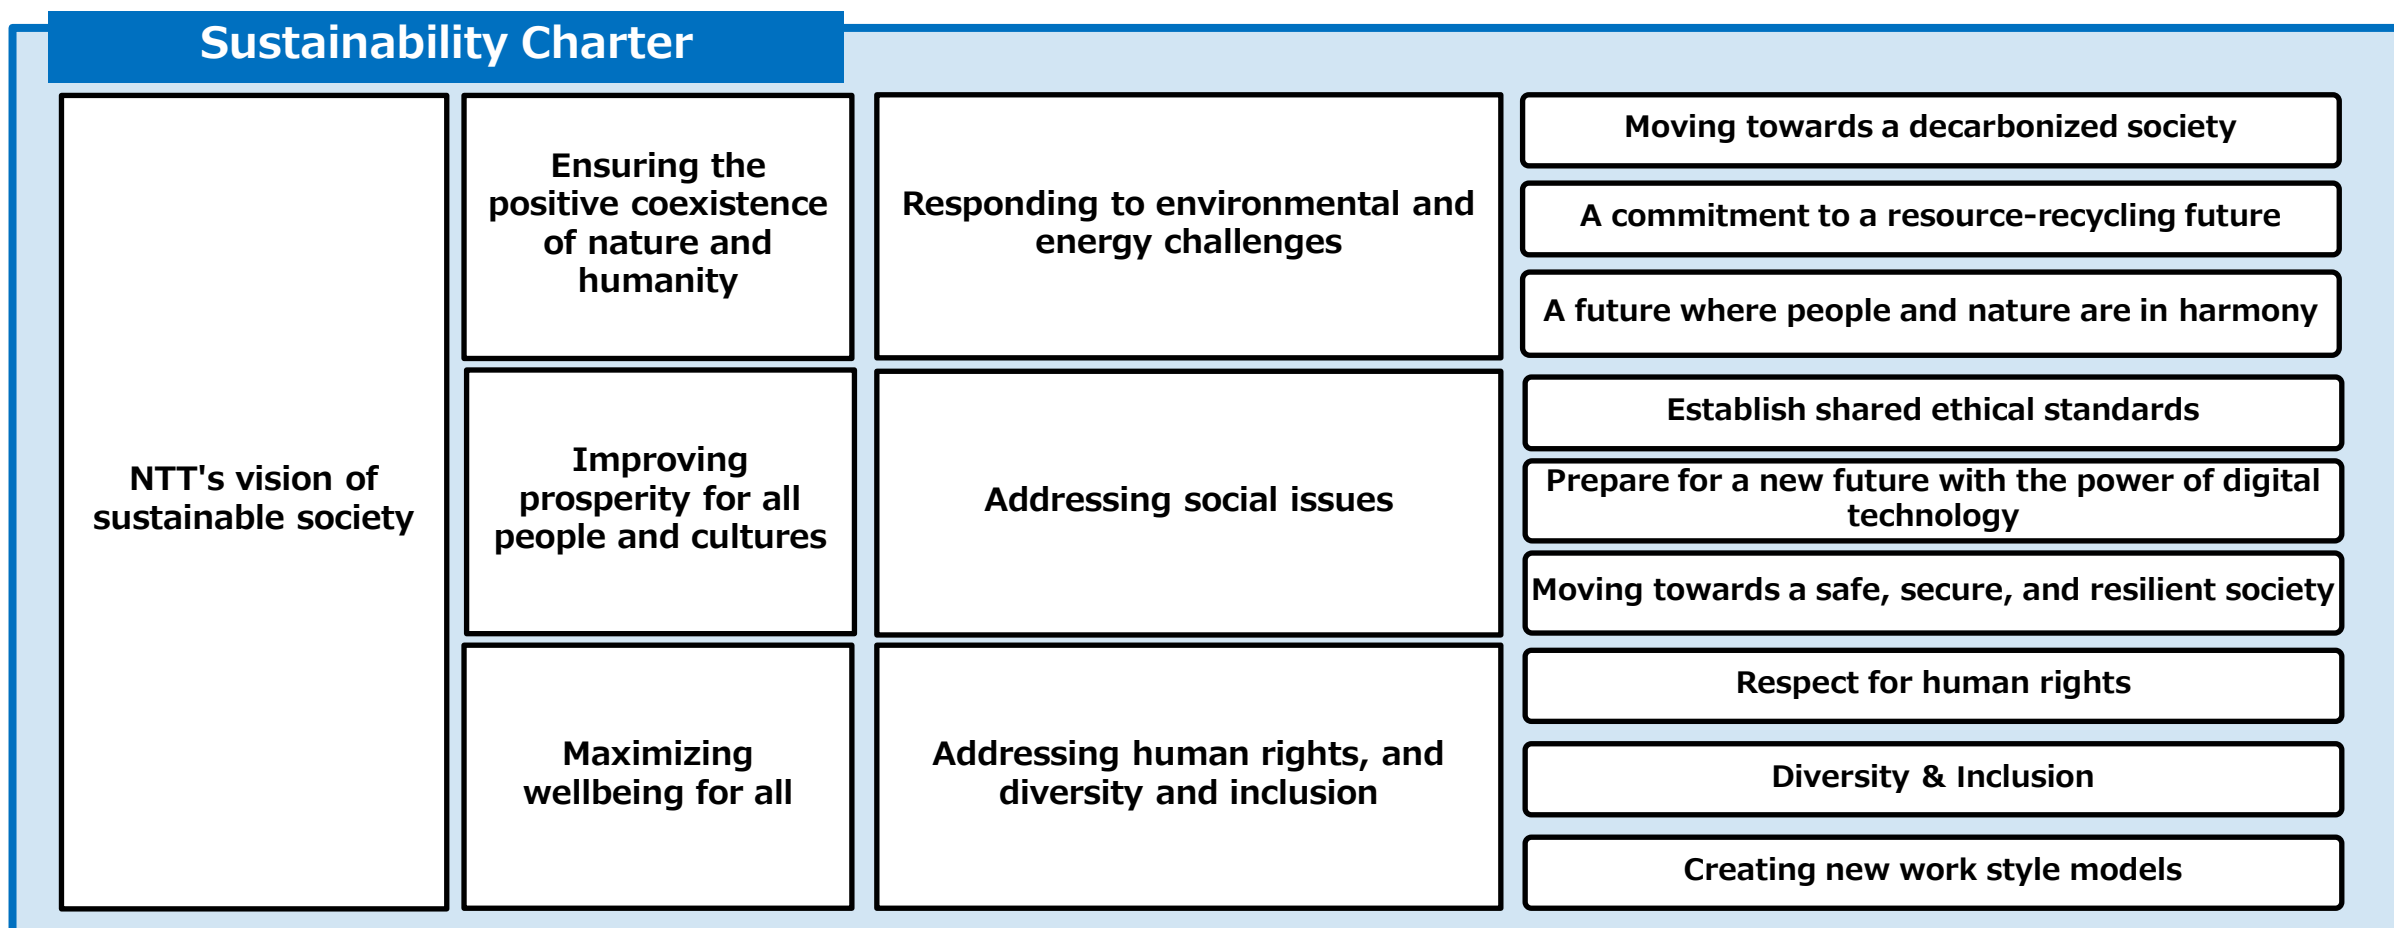 Sustainability Charter
NTT's vision of
sustainable society
Ensuring the
positive coexistence
of nature and
humanity
Responding to environmental and
energy challenges
Moving towards a decarbonized society
A commitment to a resource-recycling future
A future where people and nature are in harmony
Improving
prosperity for all
people and cultures
Addressing social issues
Establish shared ethical standards
Prepare for a new future with the power of digital
technology
Moving towards a safe, secure, and resilient society
Maximizing
wellbeing for all
Addressing human rights, and
diversity and inclusion
Respect for human rights
Diversity & Inclusion
Creating new work style models